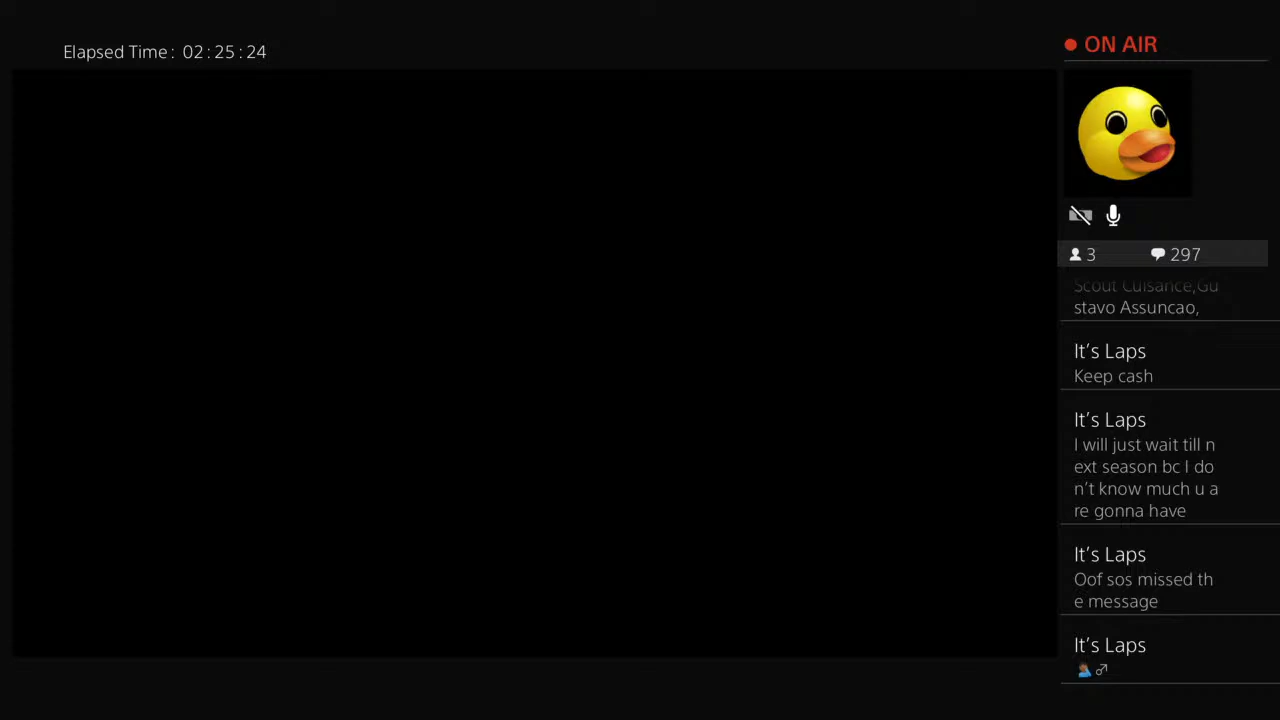 Elapsed Time: 02:25:24
ON AIR
3 297
Scout Cuisance,Gu
stavo Assuncao,
It’s Laps
Keep cash
It’s Laps
I will just wait till n
ext season bc I do
n’t know much u a
re gonna have
It’s Laps
Oof sos missed th
e message
It’s Laps